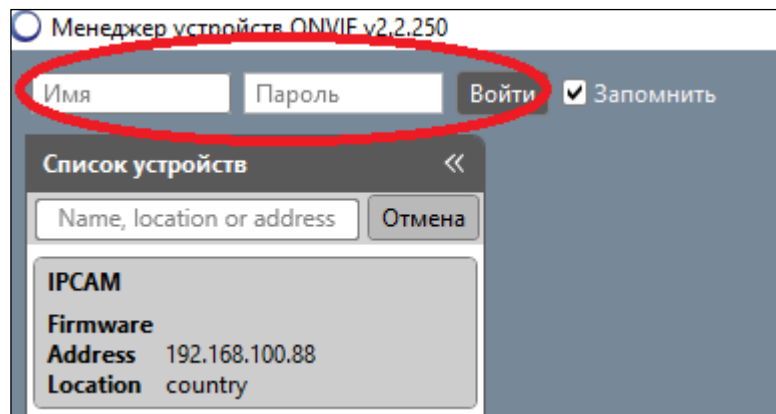 Менеджер устройств ONVIF v2.2.250
Имя Пароль Войти Запомнить
Список устройств
Name, location or address Отмена
IPCAM
Firmware
Address 192.168.100.88
Location country